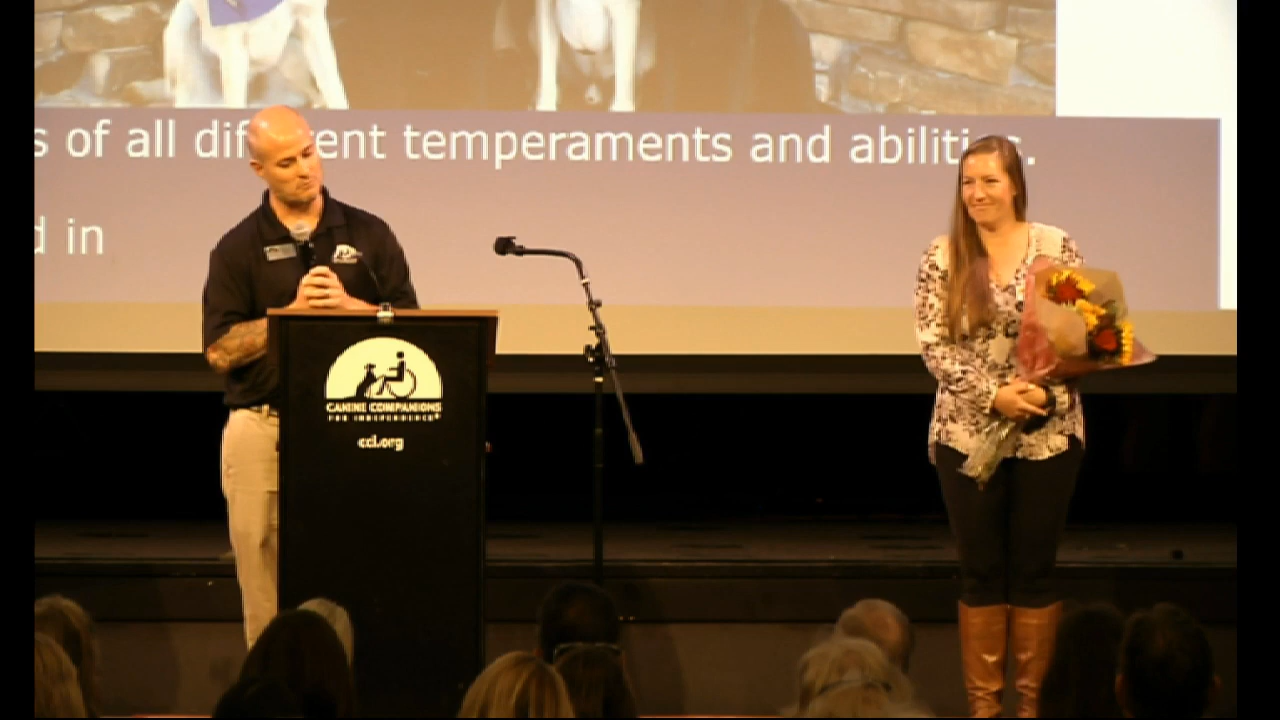 s of all different temperaments and abilities.
d in
CANINE COMPANIONS
FOR INDEPENDENCE®
cci.org